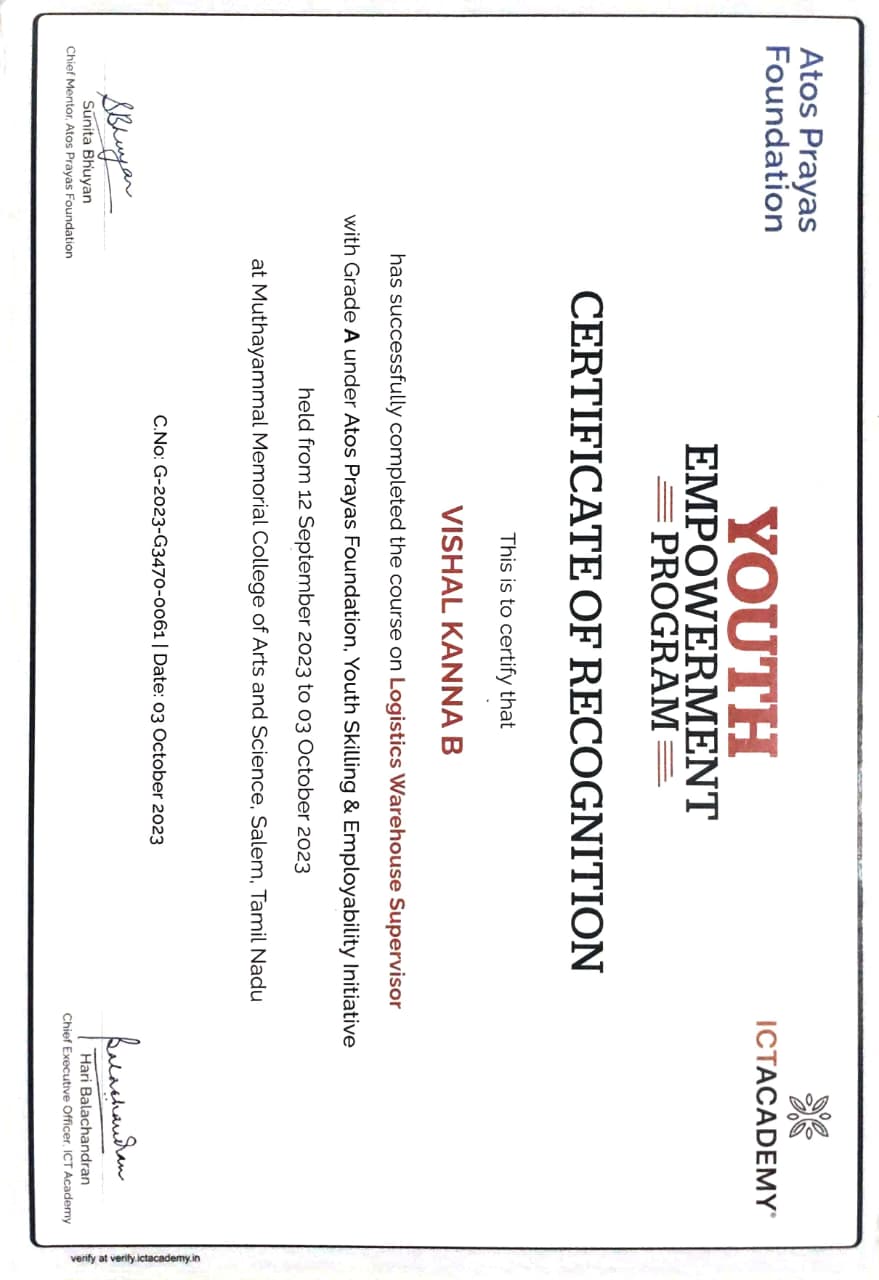 Atos Prayas
Foundation
ICTACADEMY®
YOUTH
EMPOWERMENT
PROGRAM
CERTIFICATE OF RECOGNITION
This is to certify that
VISHAL KANNA B
has successfully completed the course on Logistics Warehouse Supervisor
with Grade A under Atos Prayas Foundation, Youth Skilling & Employability Initiative
held from 12 September 2023 to 03 October 2023
at Muthayammal Memorial College of Arts and Science, Salem, Tamil Nadu
C.No: G-2023-G3470-0061 | Date: 03 October 2023
SBhuyan
Sunita Bhuyan
Chief Mentor, Atos Prayas Foundation
Balachandran
Hari Balachandran
Chief Executive Officer, ICT Academy
verify at verify.ictacademy.in